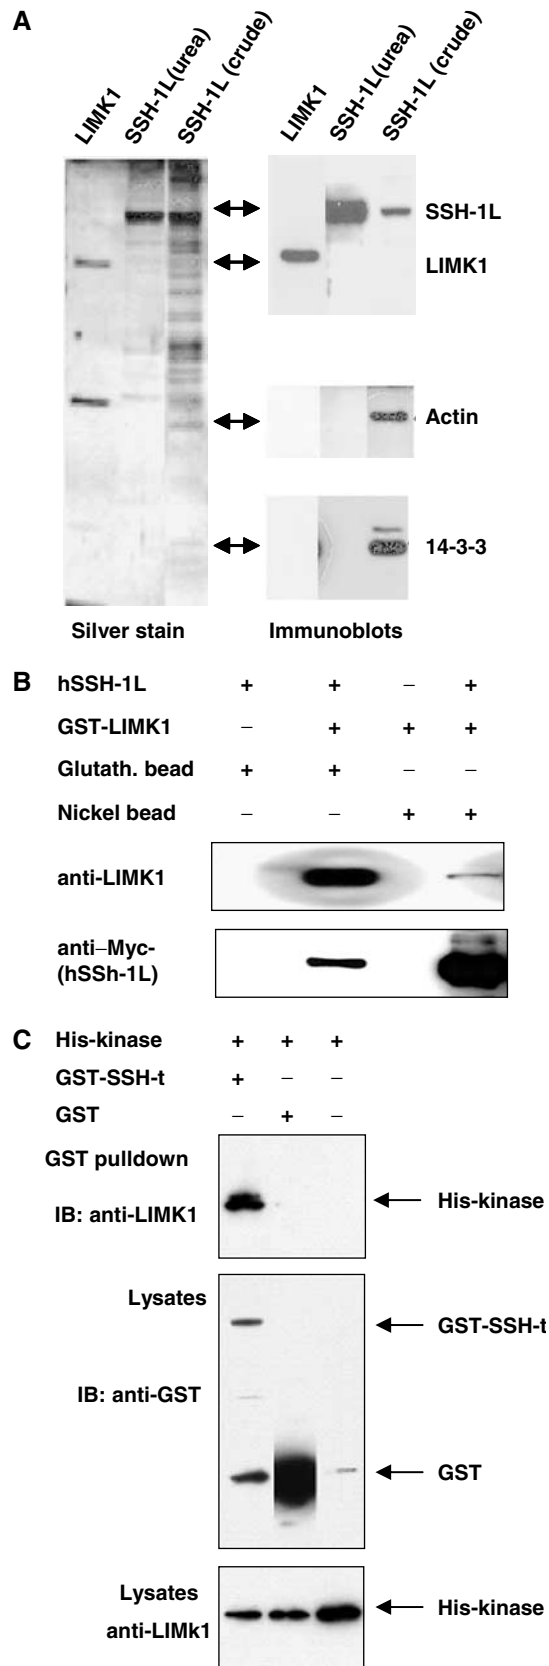 A
LIMK1 SSH-1L(urea) SSH-1L (crude) LIMK1 SSH-1L(urea) SSH-1L (crude)
SSH-1L
LIMK1
Actin
14-3-3
Silver stain Immunoblots
B hSSH-1L + + – +
GST-LIMK1 – + + +
Glutath. bead + + – –
Nickel bead – – + +
anti-LIMK1
anti–Myc-
(hSSh-1L)
C His-kinase + + +
GST-SSH-t + – –
GST – + –
GST pulldown
His-kinase
IB: anti-LIMK1
Lysates
GST-SSH-t
IB: anti-GST
GST
Lysates
His-kinase
anti-LIMk1